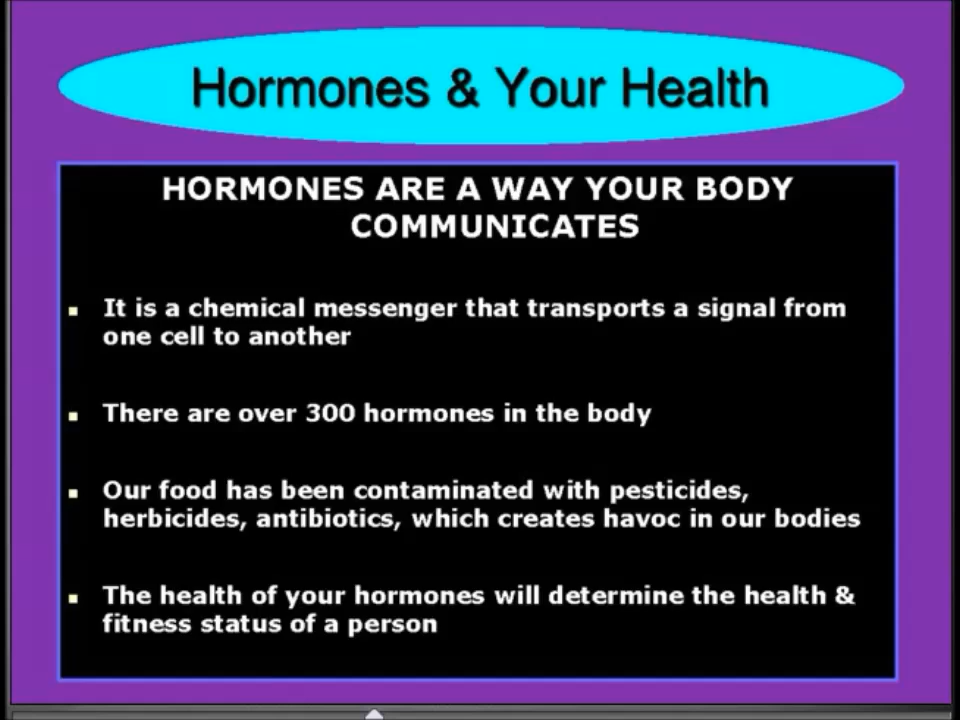 Hormones & Your Health
HORMONES ARE A WAY YOUR BODY
COMMUNICATES
It is a chemical messenger that transports a signal from
one cell to another
There are over 300 hormones in the body
Our food has been contaminated with pesticides,
herbicides, antibiotics, which creates havoc in our bodies
The health of your hormones will determine the health &
fitness status of a person